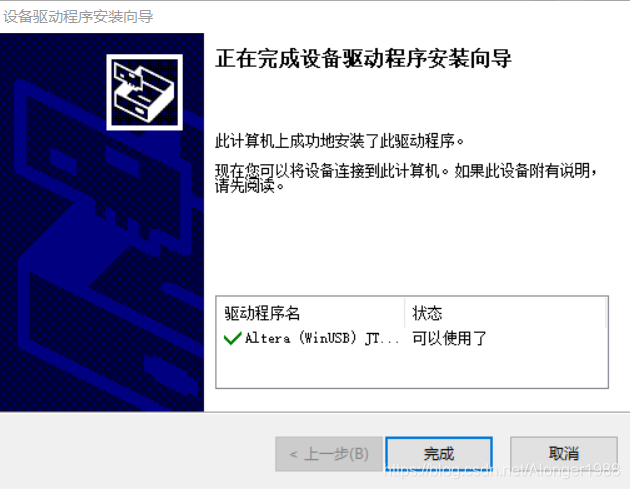 设备驱动程序安装向导
正在完成设备驱动程序安装向导
此计算机上成功地安装了此驱动程序。
现在您可以将设备连接到此计算机。如果此设备附有说明，
请先阅读。
驱动程序名 状态
Altera (WinUSB) JT... 可以使用了
< 上一步(B) 完成 取消
https://blog.csdn.net/Alonger1988